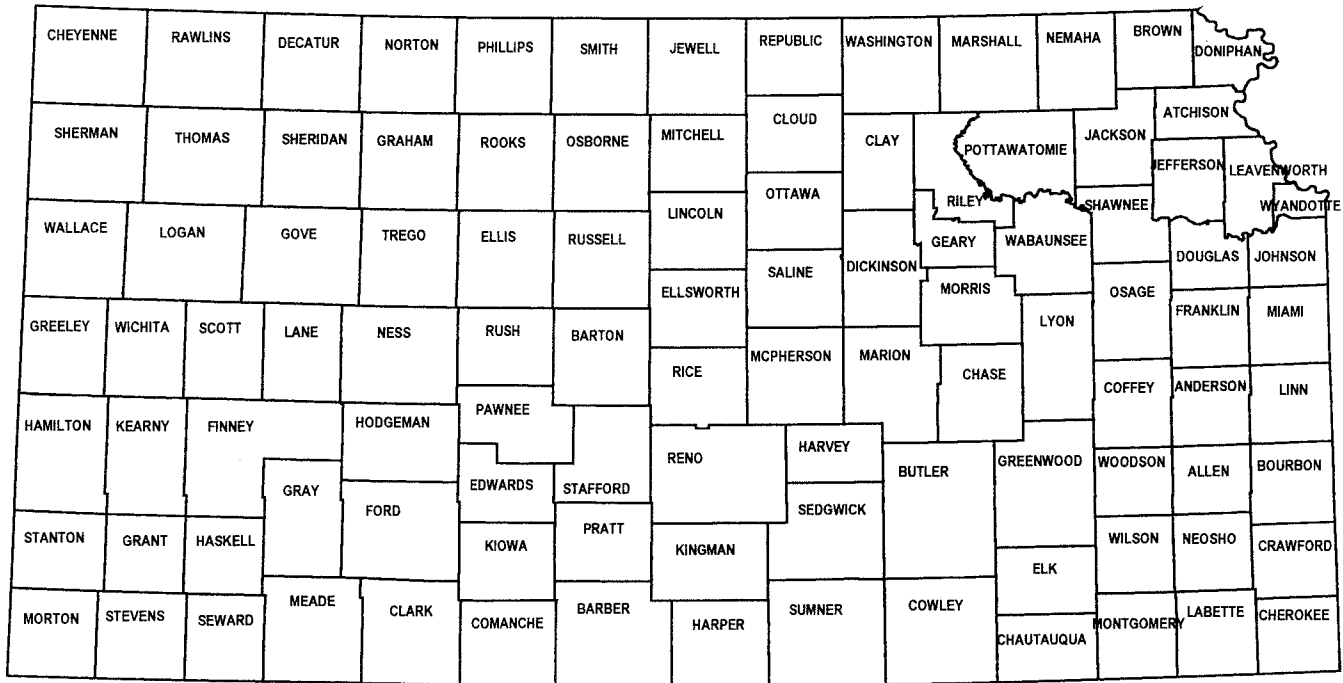 CHEYENNE RAWLINS DECATUR NORTON PHILLIPS SMITH JEWELL REPUBLIC WASHINGTON MARSHALL NEMAHA BROWN DONIPHAN
SHERMAN THOMAS SHERIDAN GRAHAM ROOKS OSBORNE MITCHELL CLOUD CLAY POTTAWATOMIE JACKSON ATCHISON
JEFFERSON LEAVENWORTH
WALLACE LOGAN GOVE TREGO ELLIS RUSSELL LINCOLN OTTAWA RILEY SHAWNEE WYANDOTTE
GEARY WABAUNSEE
ELLSWORTH SALINE DICKINSON MORRIS OSAGE DOUGLAS JOHNSON
GREELEY WICHITA SCOTT LANE NESS RUSH BARTON RICE MCPHERSON MARION CHASE LYON FRANKLIN MIAMI
COFFEY ANDERSON LINN
HAMILTON KEARNY FINNEY HODGEMAN PAWNEE RENO HARVEY BUTLER GREENWOOD WOODSON ALLEN BOURBON
GRAY FORD EDWARDS STAFFORD SEDGWICK
STANTON GRANT HASKELL KIOWA PRATT KINGMAN ELK WILSON NEOSHO CRAWFORD
MORTON STEVENS SEWARD MEADE CLARK COMANCHE BARBER HARPER SUMNER COWLEY CHAUTAUQUA MONTGOMERY LABETTE CHEROKEE